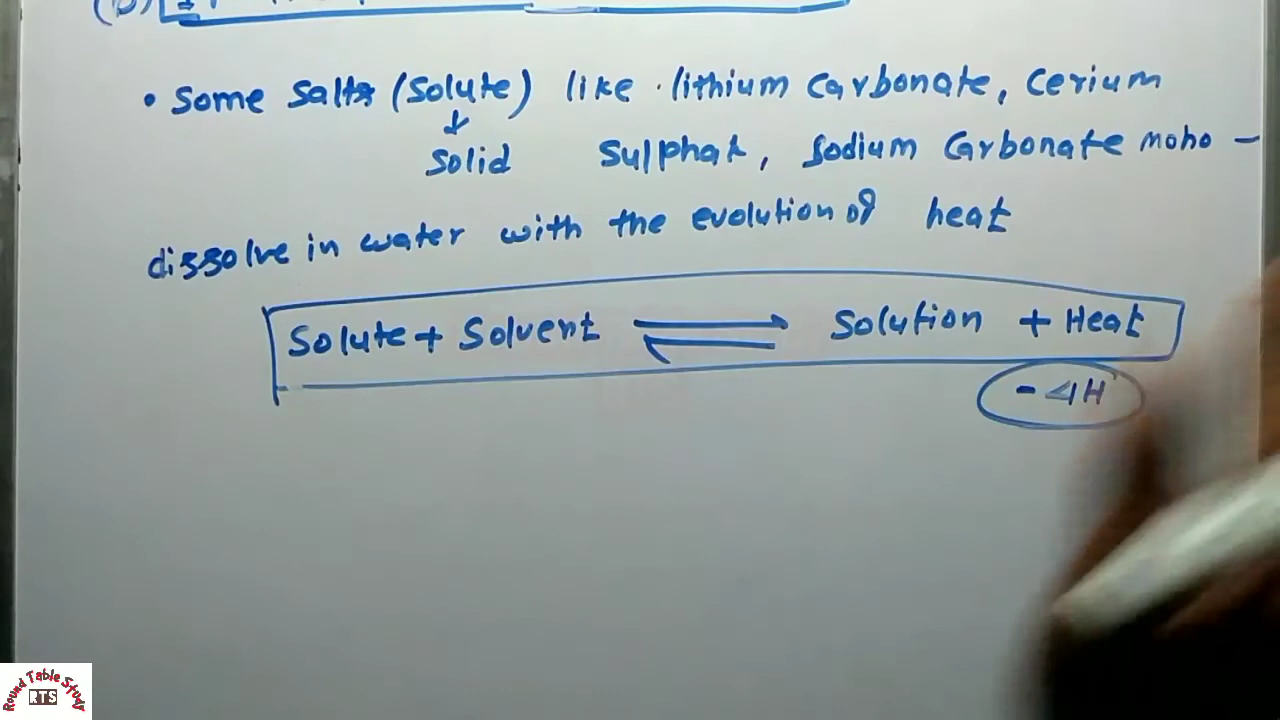 • Some salts (Solute) like lithium carbonate, cerium
↓
Solid Sulphat, Sodium Carbonate mono -
dissolve in water with the evolution of heat
Solute + Solvent ⇌ Solution + Heat
- ΔH
Round Table Study
RTS